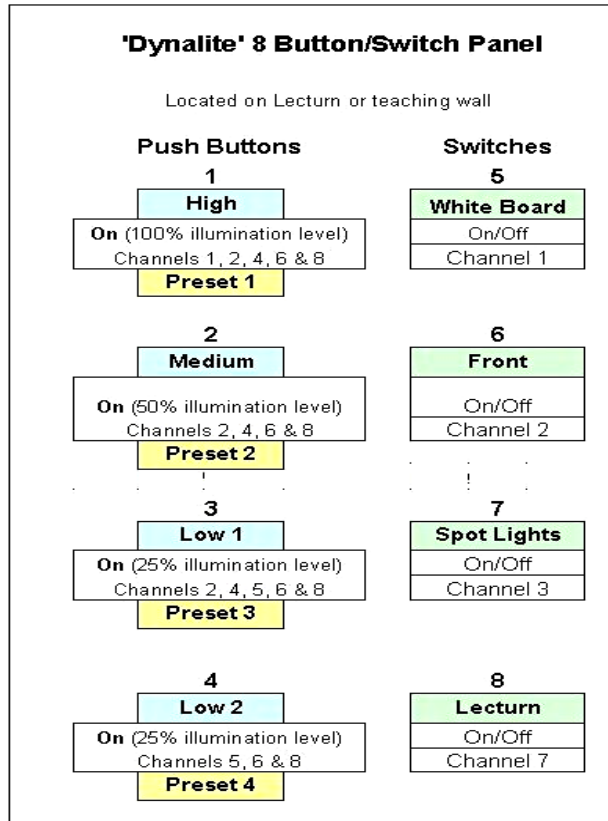 'Dynalite' 8 Button/Switch Panel
Located on Lecturn or teaching wall
Push Buttons
Switches
1
High
On (100% illumination level)
Channels 1, 2, 4, 6 & 8
Preset 1
5
White Board
On/Off
Channel 1
2
Medium
On (50% illumination level)
Channels 2, 4, 6 & 8
Preset 2
6
Front
On/Off
Channel 2
3
Low 1
On (25% illumination level)
Channels 2, 4, 5, 6 & 8
Preset 3
7
Spot Lights
On/Off
Channel 3
4
Low 2
On (25% illumination level)
Channels 5, 6 & 8
Preset 4
8
Lecturn
On/Off
Channel 7